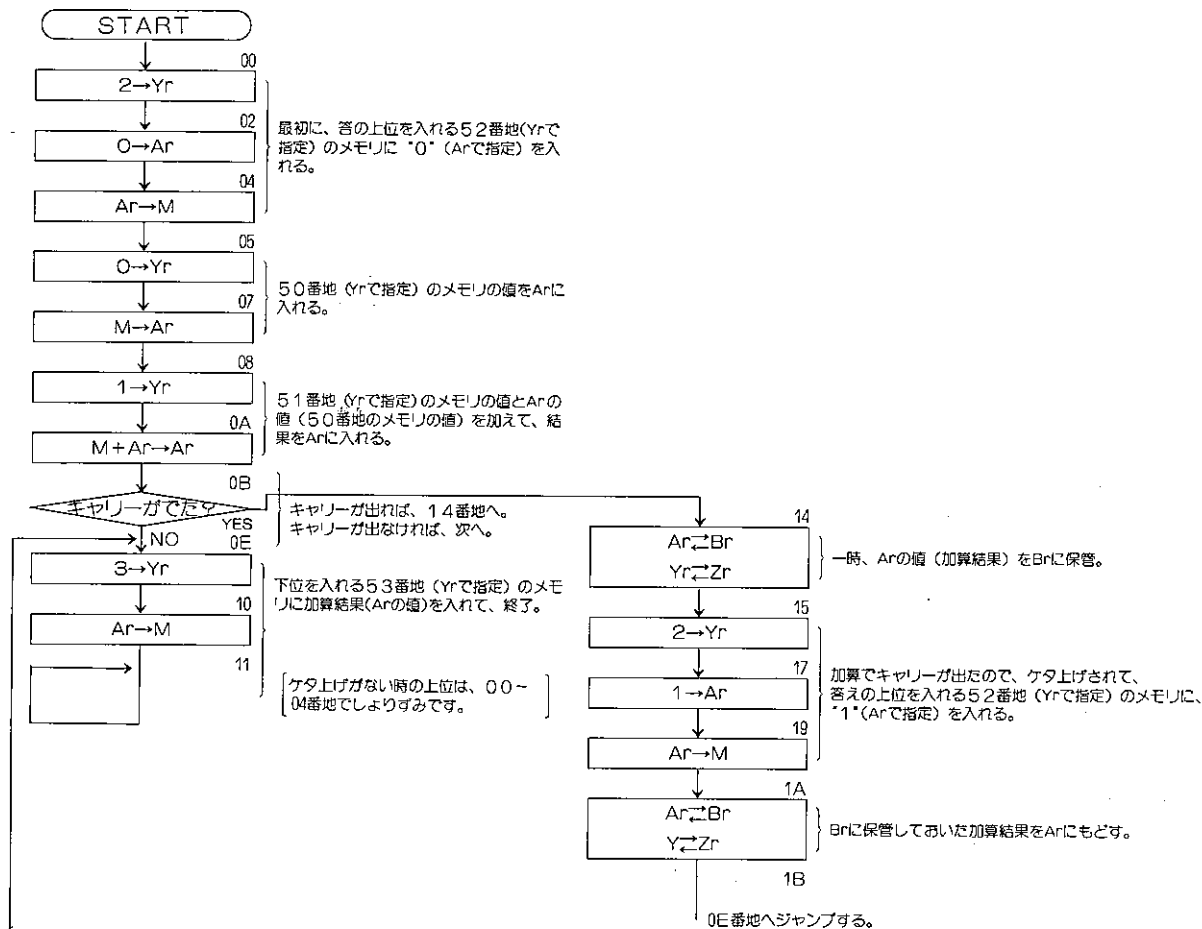 START
00
2→Yr
02
0→Ar
04
Ar→M
最初に、答の上位を入れる52番地(Yrで
指定)のメモリに "0" (Arで指定) を入
れる。
05
0→Yr
07
M→Ar
50番地 (Yrで指定) のメモリの値をArに
入れる。
08
1→Yr
0A
M+Ar→Ar
51番地 (Yrで指定)のメモリの値とArの
値 (50番地のメモリの値) を加えて、結
果をArに入れる。
0B
キャリーがでた?
YES
NO
キャリーが出れば、14番地へ。
キャリーが出なければ、次へ。
0E
3→Yr
10
Ar→M
下位を入れる53番地 (Yrで指定) のメモ
リに加算結果(Arの値)を入れて、終了。
11
ケタ上げがない時の上位は、00~
04番地でしょりずみです。
14
Ar⇄Br
Yr⇄Zr
一時、Arの値 (加算結果) をBrに保管。
15
2→Yr
17
1→Ar
19
Ar→M
加算でキャリーが出たので、ケタ上げされて、
答えの上位を入れる52番地 (Yrで指定) のメモリに、
"1"(Arで指定) を入れる。
1A
Ar⇄Br
Y⇄Zr
Brに保管しておいた加算結果をArにもどす。
1B
0E番地へジャンプする。